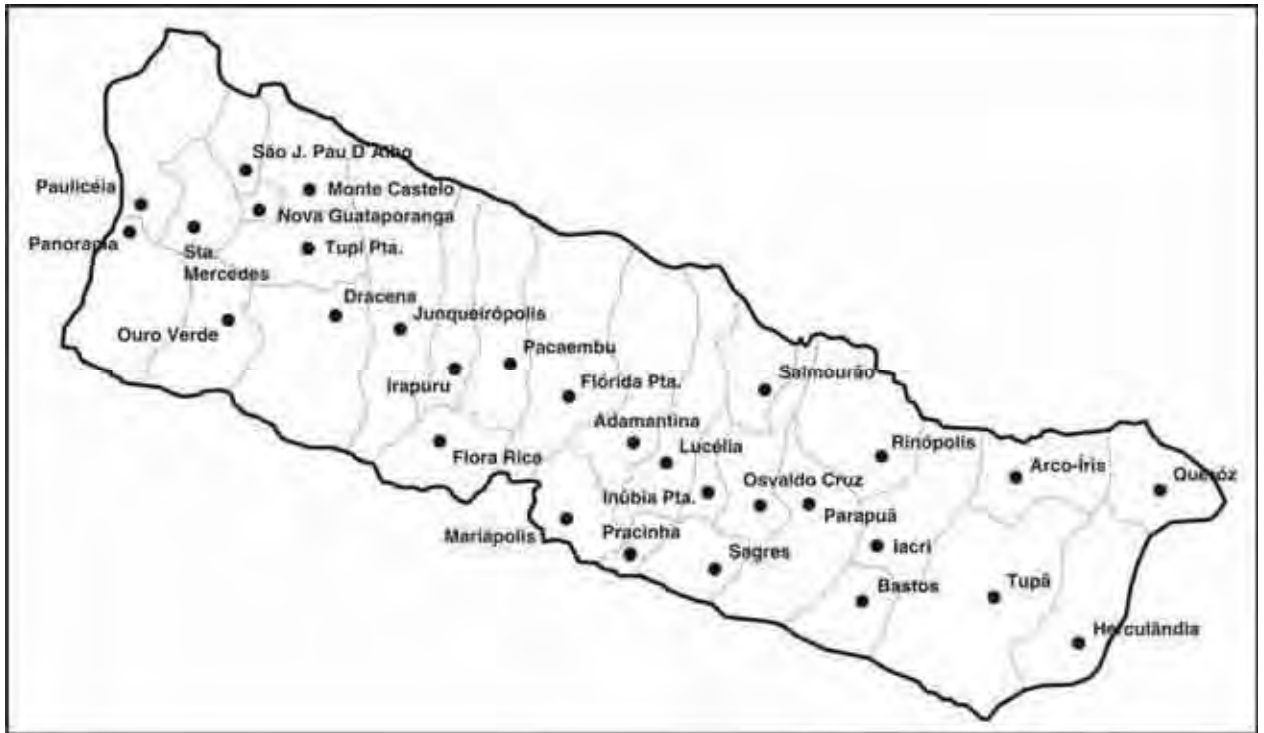 São J. Pau D Alho
Paulicéia
Monte Castelo
Nova Guataporanga
Panorama
Sta.
Mercedes
Tupi Pta.
Dracena
Junqueirópolis
Ouro Verde
Pacaembu
Irapuru
Flórida Pta.
Salmourão
Adamantina
Lucélia
Flora Rica
Rinópolis
Arco-Íris
Queróz
Osvaldo Cruz
Inúbia Pta.
Parapuã
Mariápolis
Pracinha
Sagres
Iacri
Bastos
Tupã
Herculândia